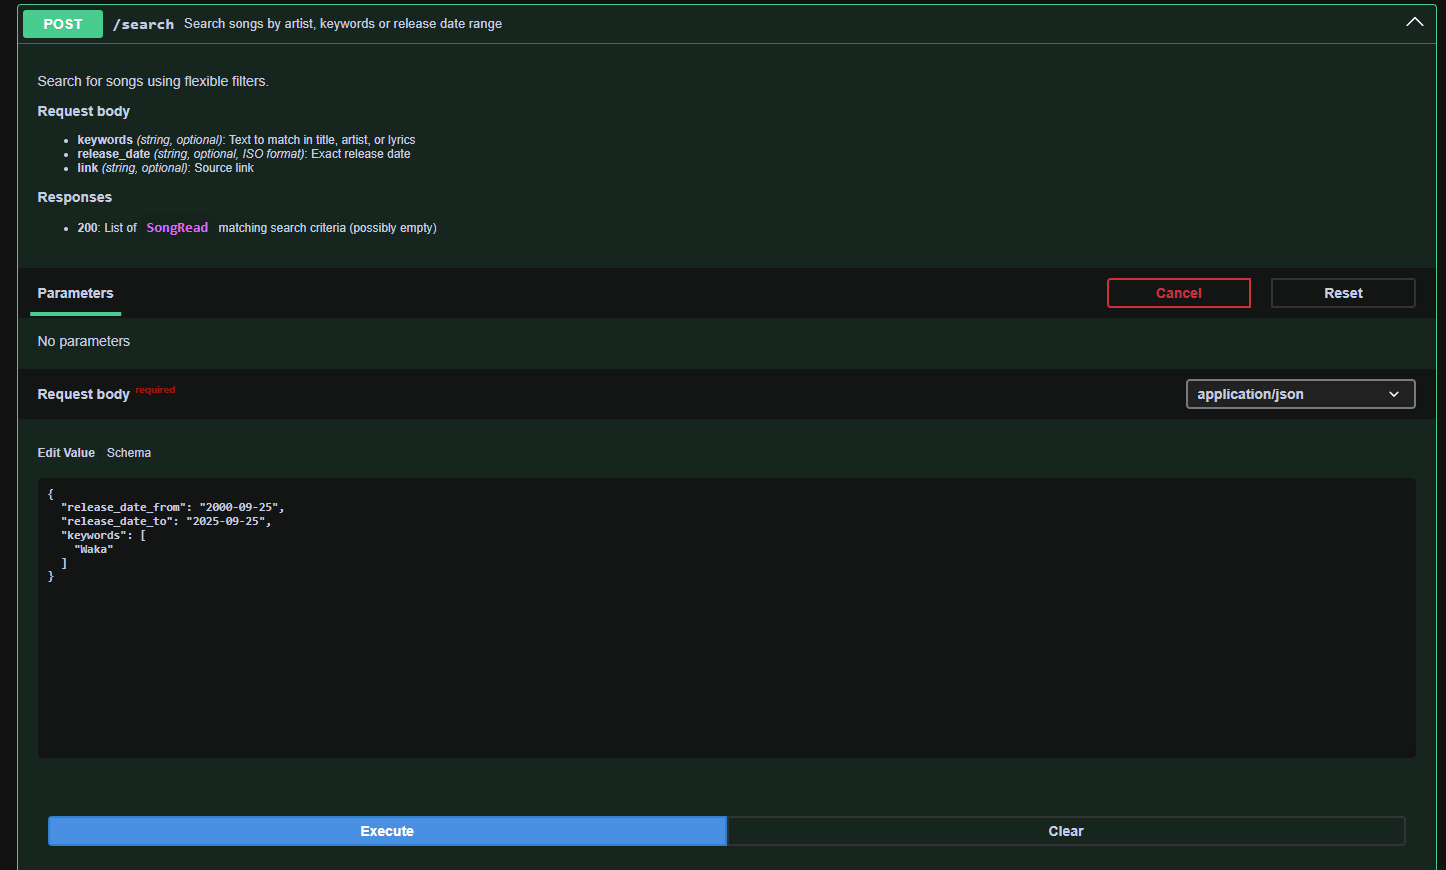 POST /search Search songs by artist, keywords or release date range
Search for songs using flexible filters.
Request body
keywords (string, optional): Text to match in title, artist, or lyrics
release_date (string, optional, ISO format): Exact release date
link (string, optional): Source link
Responses
200: List of SongRead matching search criteria (possibly empty)
Parameters Cancel Reset
No parameters
Request body required application/json
Edit Value Schema
{
  "release_date_from": "2000-09-25",
  "release_date_to": "2025-09-25",
  "keywords": [
    "Waka"
  ]
}
Execute Clear